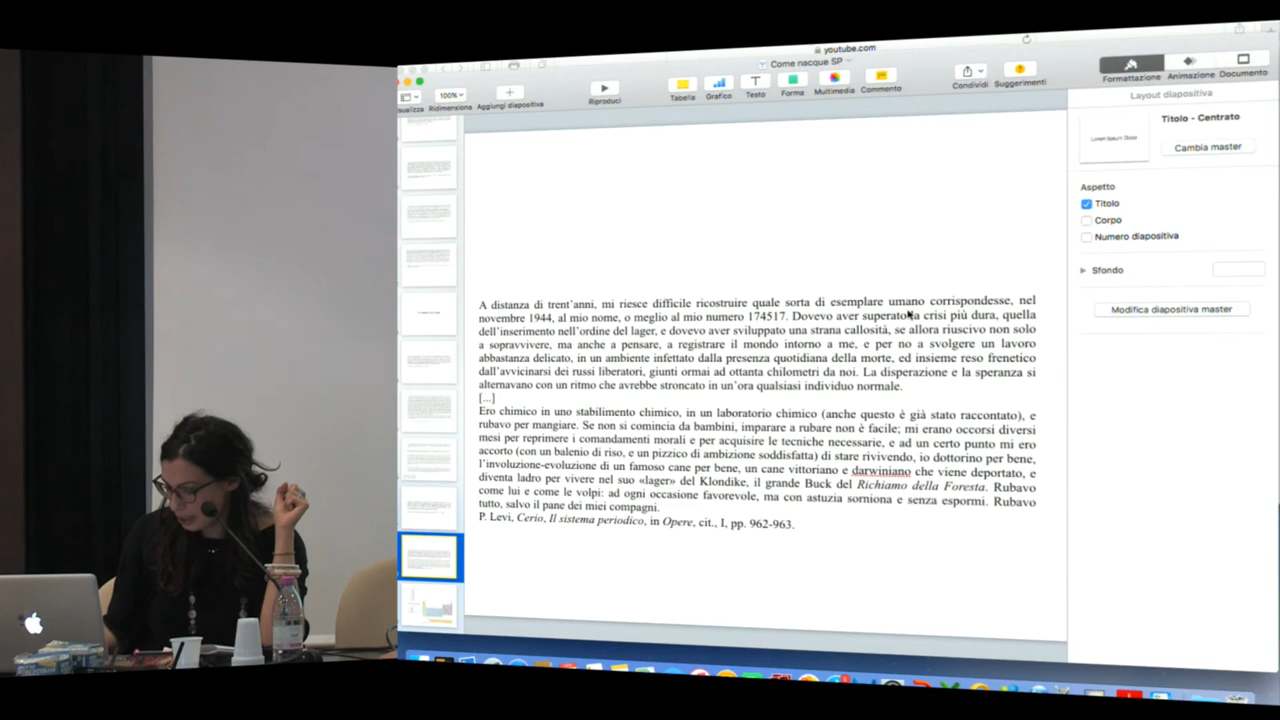 youtube.com
Come nacque SP
100%
Ridimensiona
Aggiungi diapositiva
Riproduci
Tabella
Grafico
Testo
Forma
Multimedia
Commento
Condividi
Suggerimenti
Formattazione
Animazione
Documento
Layout diapositiva
Lorem Ipsum Dolor
Titolo - Centrato
Cambia master
Aspetto
Titolo
Corpo
Numero diapositiva
Sfondo
Modifica diapositiva master
A distanza di trent'anni, mi riesce difficile ricostruire quale sorta di esemplare umano corrispondesse, nel
novembre 1944, al mio nome, o meglio al mio numero 174517. Dovevo aver superato la crisi più dura, quella
dell'inserimento nell'ordine del lager, e dovevo aver sviluppato una strana callosità, se allora riuscivo non solo
a sopravvivere, ma anche a pensare, a registrare il mondo intorno a me, e per no a svolgere un lavoro
abbastanza delicato, in un ambiente infettato dalla presenza quotidiana della morte, ed insieme reso frenetico
dall'avvicinarsi dei russi liberatori, giunti ormai ad ottanta chilometri da noi. La disperazione e la speranza si
alternavano con un ritmo che avrebbe stroncato in un'ora qualsiasi individuo normale.
[...]
Ero chimico in uno stabilimento chimico, in un laboratorio chimico (anche questo è già stato raccontato), e
rubavo per mangiare. Se non si comincia da bambini, imparare a rubare non è facile; mi erano occorsi diversi
mesi per reprimere i comandamenti morali e per acquisire le tecniche necessarie, e ad un certo punto mi ero
accorto (con un balenio di riso, e un pizzico di ambizione soddisfatta) di stare rivivendo, io dottorino per bene,
l'involuzione-evoluzione di un famoso cane per bene, un cane vittoriano e darwiniano che viene deportato, e
diventa ladro per vivere nel suo «lager» del Klondike, il grande Buck del Richiamo della Foresta. Rubavo
come lui e come le volpi: ad ogni occasione favorevole, ma con astuzia sorniona e senza espormi. Rubavo
tutto, salvo il pane dei miei compagni.
P. Levi, Cerio, Il sistema periodico, in Opere, cit., I, pp. 962-963.